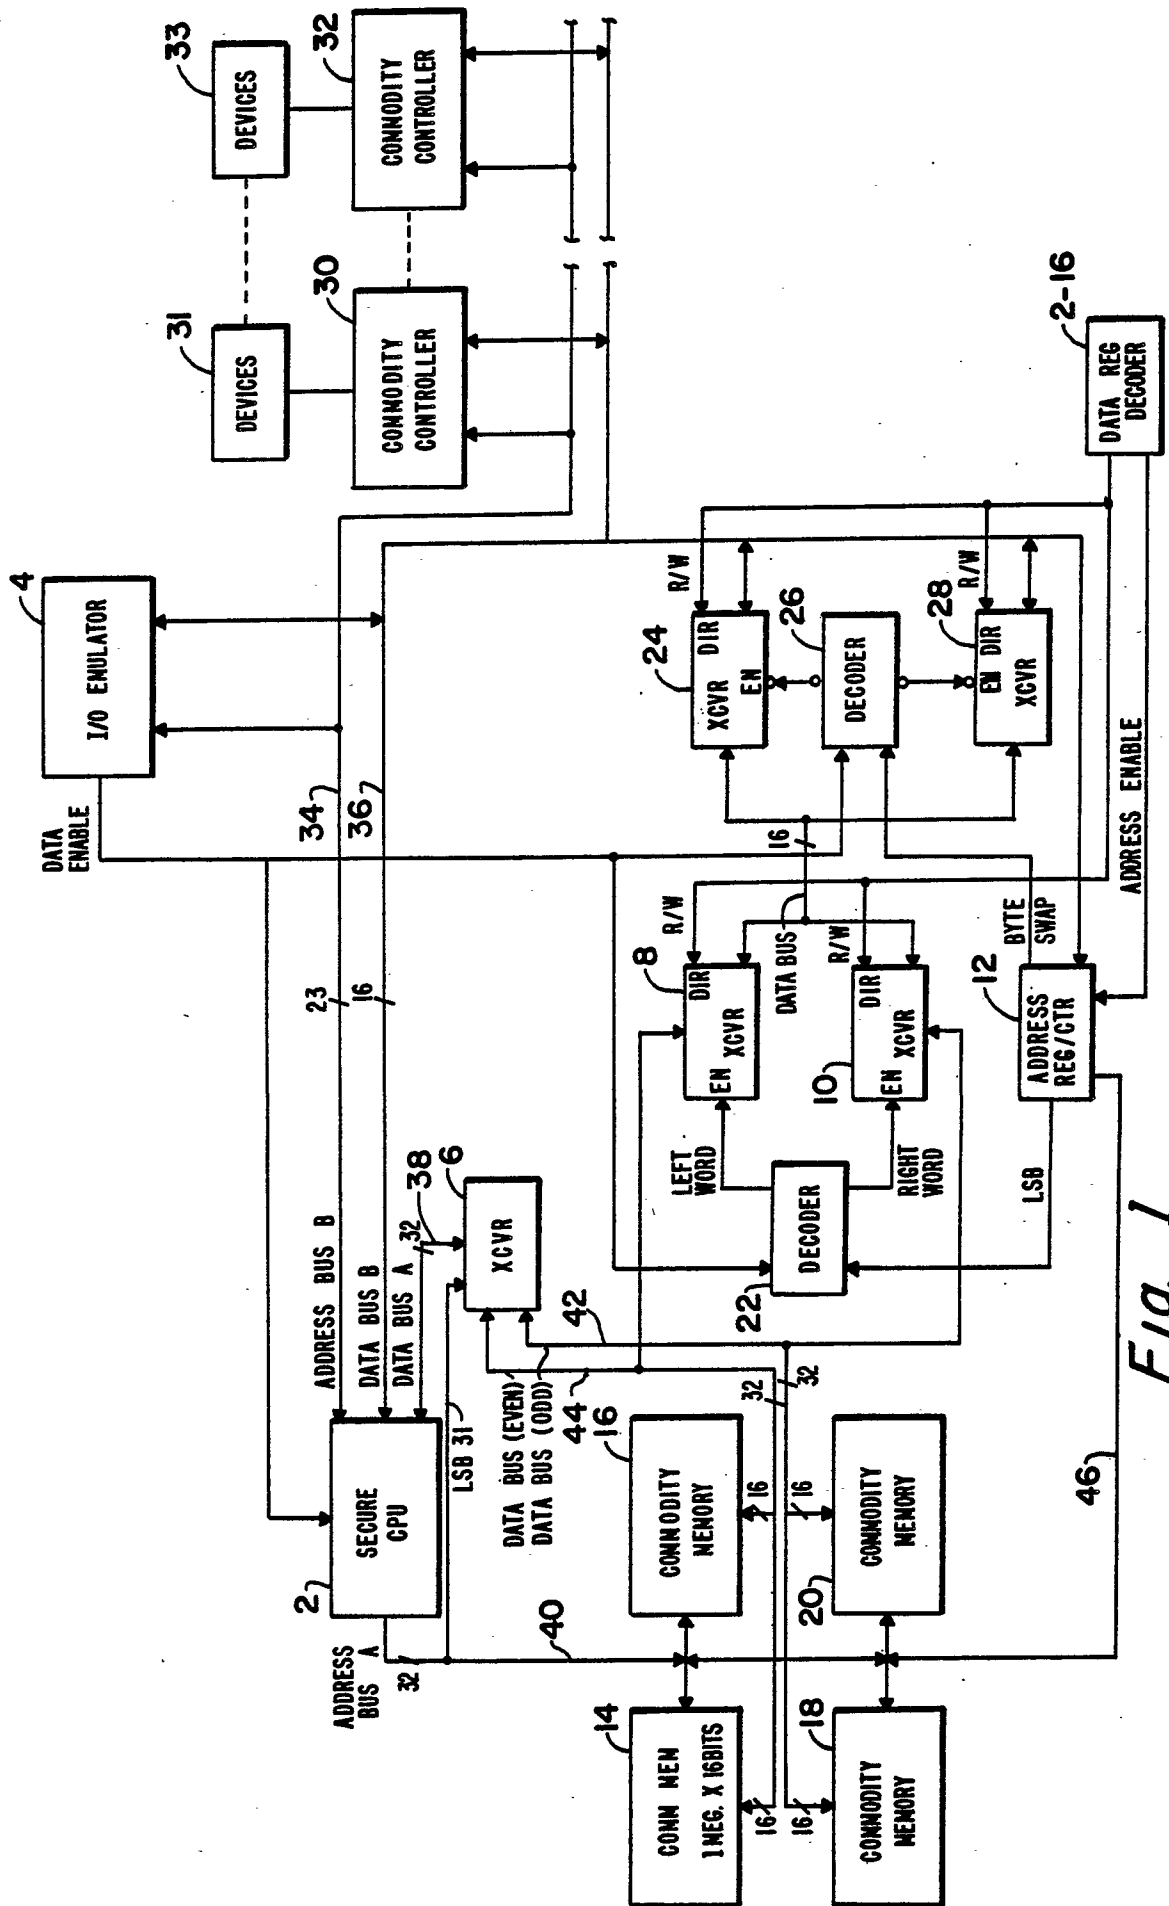 ADDRESS
BUS A
32
2
SECURE
CPU
ADDRESS BUS B
DATA BUS B
DATA BUS A
32
38
LSB 31
6
XCVR
DATA BUS (EVEN)
DATA BUS (ODD)
44
42
40
23
16
34
36
DATA
ENABLE
4
I/O EMULATOR
31
DEVICES
33
DEVICES
30
COMMODITY
CONTROLLER
32
COMMODITY
CONTROLLER
14
COMM MEM
1 MEG. X 16BITS
16
COMMODITY
MEMORY
16
16
16
16
32
32
18
COMMODITY
MEMORY
20
COMMODITY
MEMORY
22
DECODER
LEFT
WORD
RIGHT
WORD
8
DIR
EN
XCVR
R/W
10
DIR
EN
XCVR
R/W
DATA BUS
16
24
XCVR
DIR
EN
R/W
26
DECODER
28
EN DIR
XCVR
R/W
LSB
12
ADDRESS
REG/CTR
BYTE
SWAP
ADDRESS ENABLE
2-16
DATA REG
DECODER
46
Fig. 1